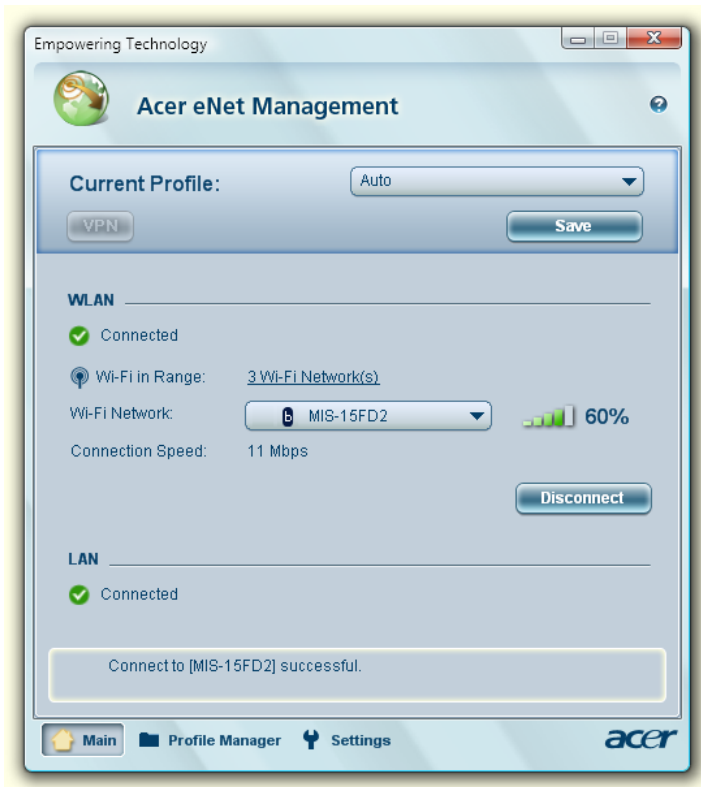 Empowering Technology
Acer eNet Management
Current Profile:
Auto
VPN
Save
WLAN
Connected
Wi-Fi in Range:
3 Wi-Fi Network(s)
Wi-Fi Network:
b MIS-15FD2
60%
Connection Speed:
11 Mbps
Disconnect
LAN
Connected
Connect to [MIS-15FD2] successful.
Main
Profile Manager
Settings
acer